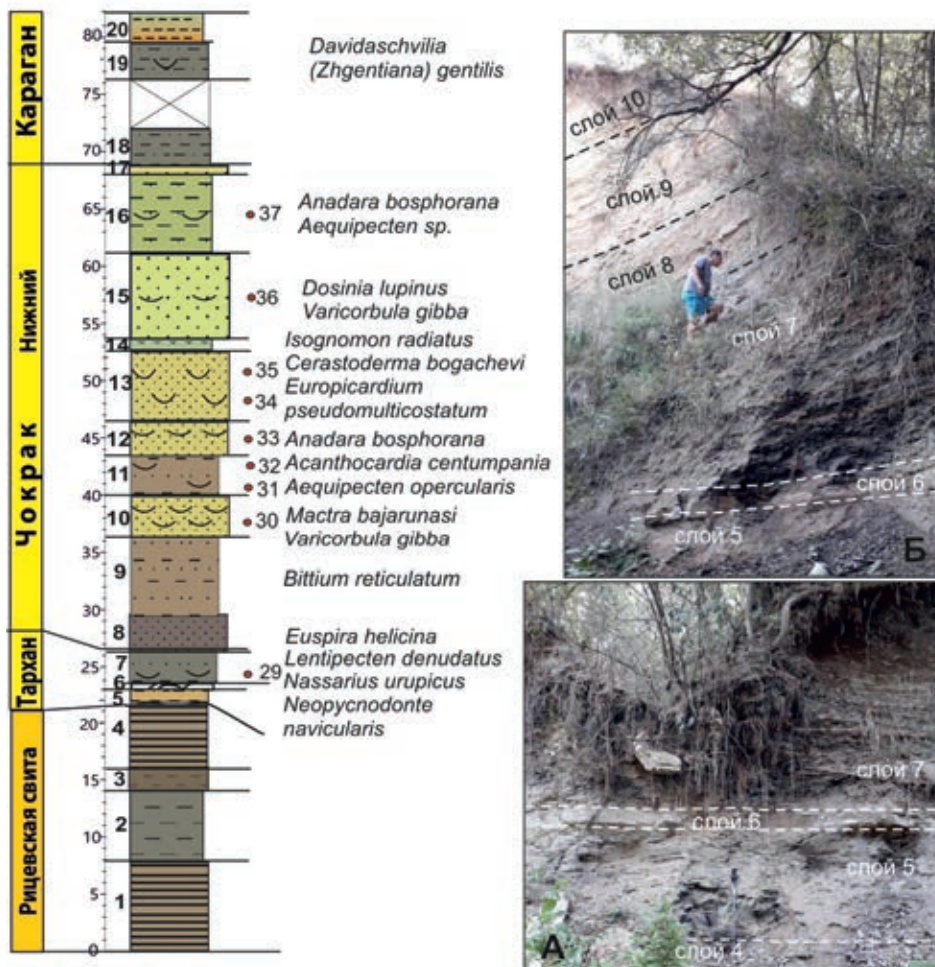 Караган
Нижний
Чокрак
Тархан
Рицевская свита
80
75
70
65
60
55
50
45
40
35
30
25
20
15
10
5
0
20
19
18
17
16
15
14
13
12
11
10
9
8
7
6
5
4
3
2
1
37
36
35
34
33
32
31
30
29
Davidaschvilia
(Zhgentiana) gentilis
Anadara bosphorana
Aequipecten sp.
Dosinia lupinus
Varicorbula gibba
Isognomon radiatus
Cerastoderma bogachevi
Europicardium
pseudomulticostatum
Anadara bosphorana
Acanthocardia centumpania
Aequipecten opercularis
Mactra bajarunasi
Varicorbula gibba
Bittium reticulatum
Euspira helicina
Lentipecten denudatus
Nassarius urupicus
Neopycnodonte
navicularis
слой 10
слой 9
слой 8
слой 7
слой 6
слой 5
Б
слой 7
слой 6
слой 5
слой 4
А